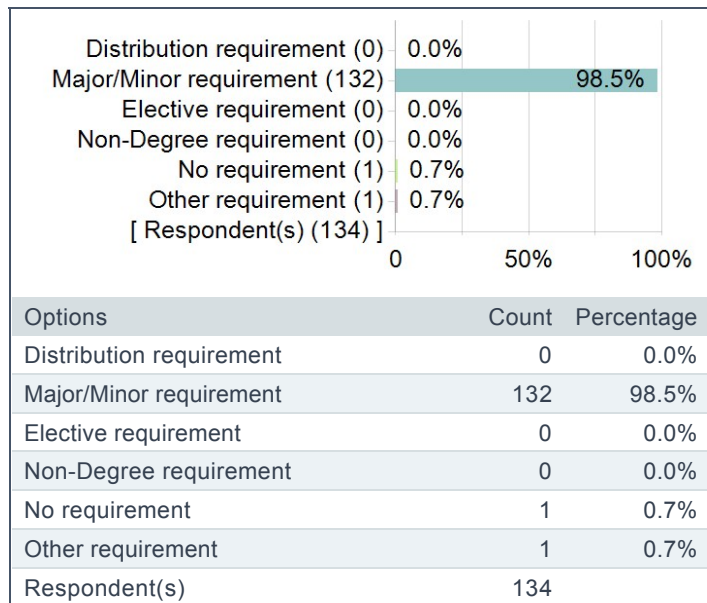 Distribution requirement (0) 0.0%
Major/Minor requirement (132) 98.5%
Elective requirement (0) 0.0%
Non-Degree requirement (0) 0.0%
No requirement (1) 0.7%
Other requirement (1) 0.7%
[ Respondent(s) (134) ]
0 50% 100%
Options Count Percentage
Distribution requirement 0 0.0%
Major/Minor requirement 132 98.5%
Elective requirement 0 0.0%
Non-Degree requirement 0 0.0%
No requirement 1 0.7%
Other requirement 1 0.7%
Respondent(s) 134